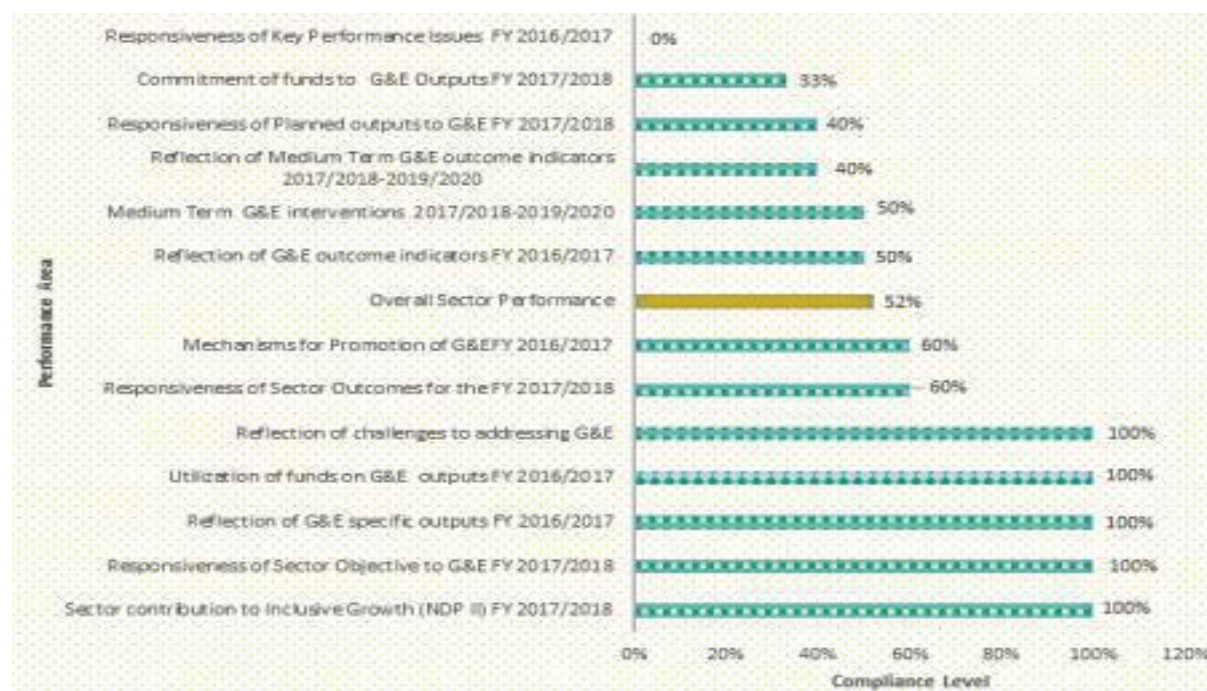 Responsiveness of Key Performance Issues FY 2016/2017 0%
Commitment of funds to G&E Outputs FY 2017/2018 33%
Responsiveness of Planned outputs to G&E FY 2017/2018 40%
Reflection of Medium Term G&E outcome indicators
2017/2018-2019/2020 40%
Medium Term G&E interventions 2017/2018-2019/2020 50%
Reflection of G&E outcome indicators FY 2016/2017 50%
Overall Sector Performance 52%
Mechanisms for Promotion of G&EFY 2016/2017 60%
Responsiveness of Sector Outcomes for the FY 2017/2018 60%
Reflection of challenges to addressing G&E 100%
Utilization of funds on G&E outputs FY 2016/2017 100%
Reflection of G&E specific outputs FY 2016/2017 100%
Responsiveness of Sector Objective to G&E FY 2017/2018 100%
Sector contribution to Inclusive Growth (NDP II) FY 2017/2018 100%
Performance Area
0% 20% 40% 60% 80% 100% 120%
Compliance Level